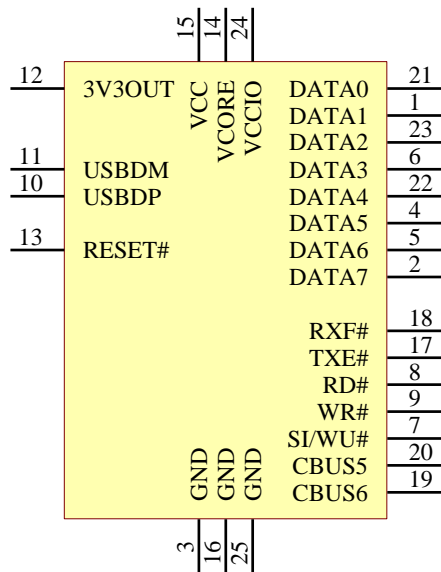 15 14 24
12 3V3OUT
VCC VCORE VCCIO
DATA0 21
DATA1 1
DATA2 23
11 USBDM
DATA3 6
10 USBDP
DATA4 22
DATA5 4
13 RESET#
DATA6 5
DATA7 2
RXF# 18
TXE# 17
RD# 8
WR# 9
SI/WU# 7
CBUS5 20
CBUS6 19
GND GND GND
3 16 25